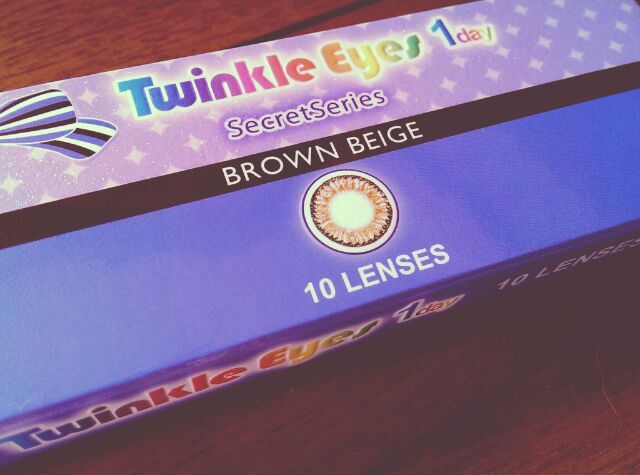 Twinkle Eyes 1day
SecretSeries
BROWN BEIGE
10 LENSES
Twinkle Eyes 1day
10 LENSES